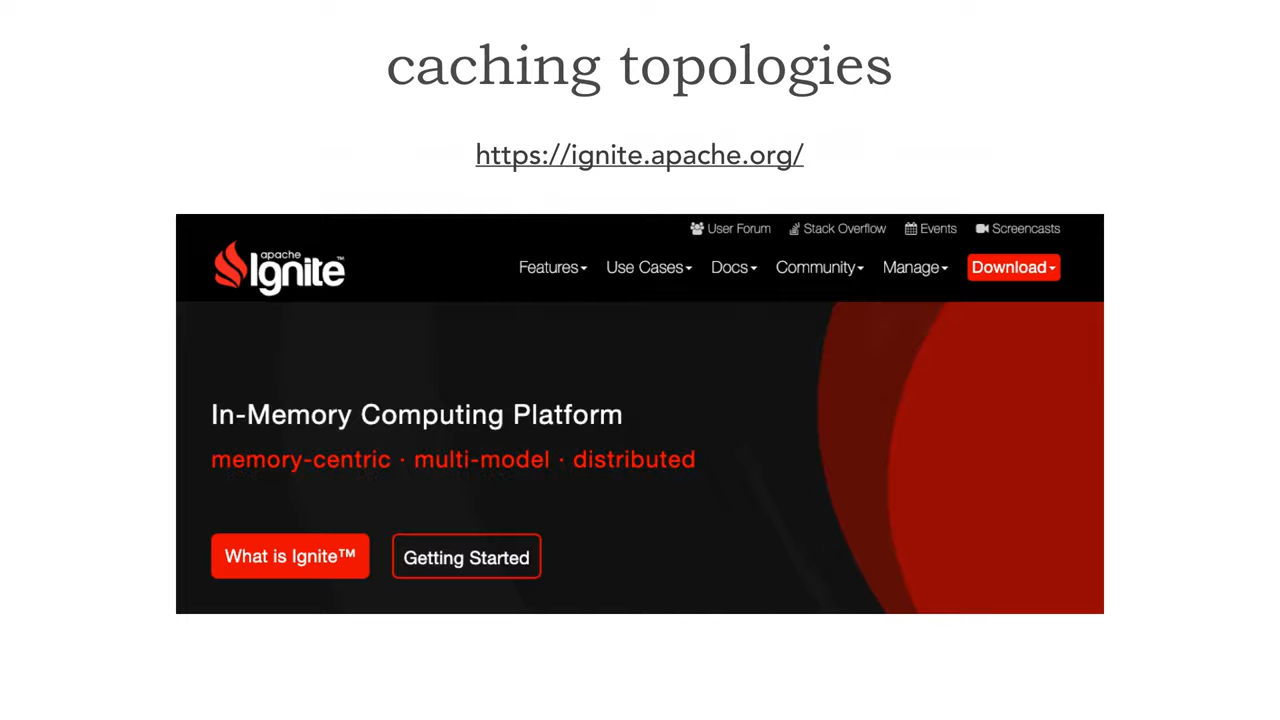 caching topologies
https://ignite.apache.org/
User Forum Stack Overflow Events Screencasts
apache
Ignite™
Features Use Cases Docs Community Manage Download
In-Memory Computing Platform
memory-centric · multi-model · distributed
What is Ignite™ Getting Started